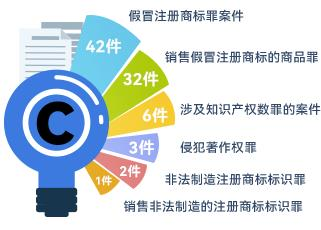 假冒注册商标罪案件
42件
销售假冒注册商标的商品罪
32件
涉及知识产权数罪的案件
6件
侵犯著作权罪
3件
非法制造注册商标标识罪
2件
销售非法制造的注册商标标识罪
1件
C